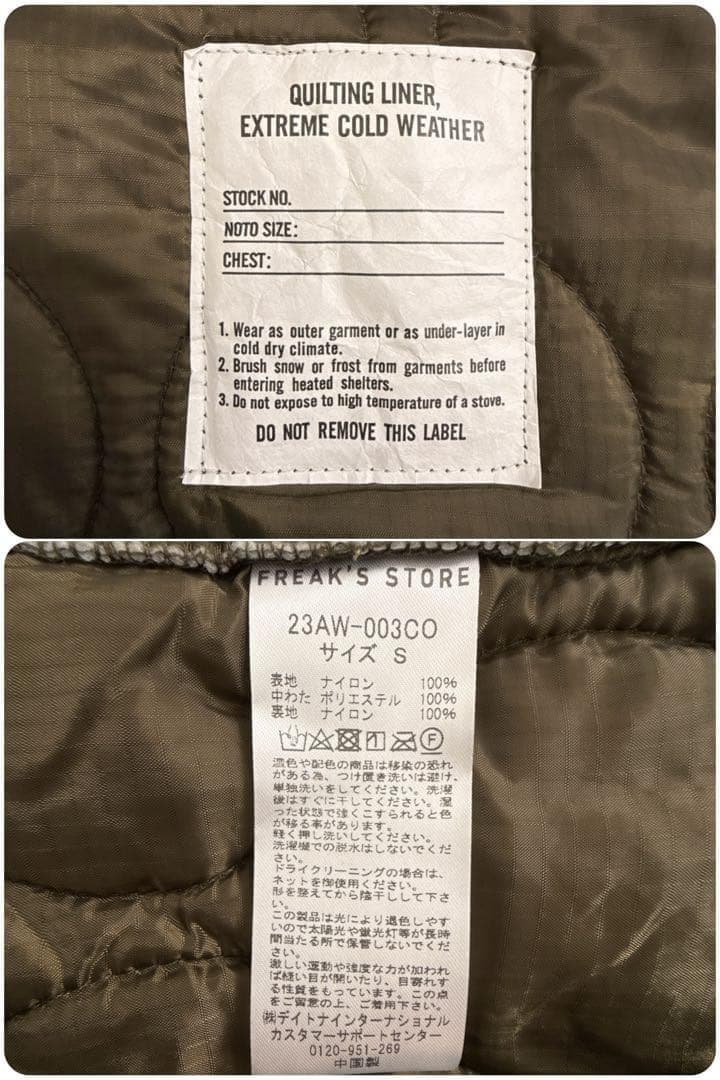 QUILTING LINER,
EXTREME COLD WEATHER
STOCK NO.
NOTO SIZE:
CHEST:
1. Wear as outer garment or as under-layer in
cold dry climate.
2. Brush snow or frost from garments before
entering heated shelters.
3. Do not expose to high temperature of a stove.
DO NOT REMOVE THIS LABEL
FREAK'S STORE
23AW-003CO
サイズ S
表地 ナイロン 100%
中わた ポリエステル 100%
裏地 ナイロン 100%
濃色や配色の商品は移染の恐れ
がある為、つけ置き洗いは避け、
単独洗いをしてください。洗濯
後はすぐに干してください。湿
った状態で強くこすられると色
が移る事があります。
軽く押し洗いしてください。
洗濯機での脱水はしないでくだ
さい。
ドライクリーニングの場合は、
ネットを御使用ください。
形を整えてから陰干しして下さ
い。
この製品は光により退色しやす
いので太陽光や蛍光灯等が長時
間当たる所で保管しないでくだ
さい。
激しい運動や強度な力が加われ
ば縫い目が開いたり、目寄れす
る性質をもっています。この点
をご留意の上、ご着用下さい。
㈱デイトナインターナショナル
カスタマーサポートセンター
0120-951-269
中国製